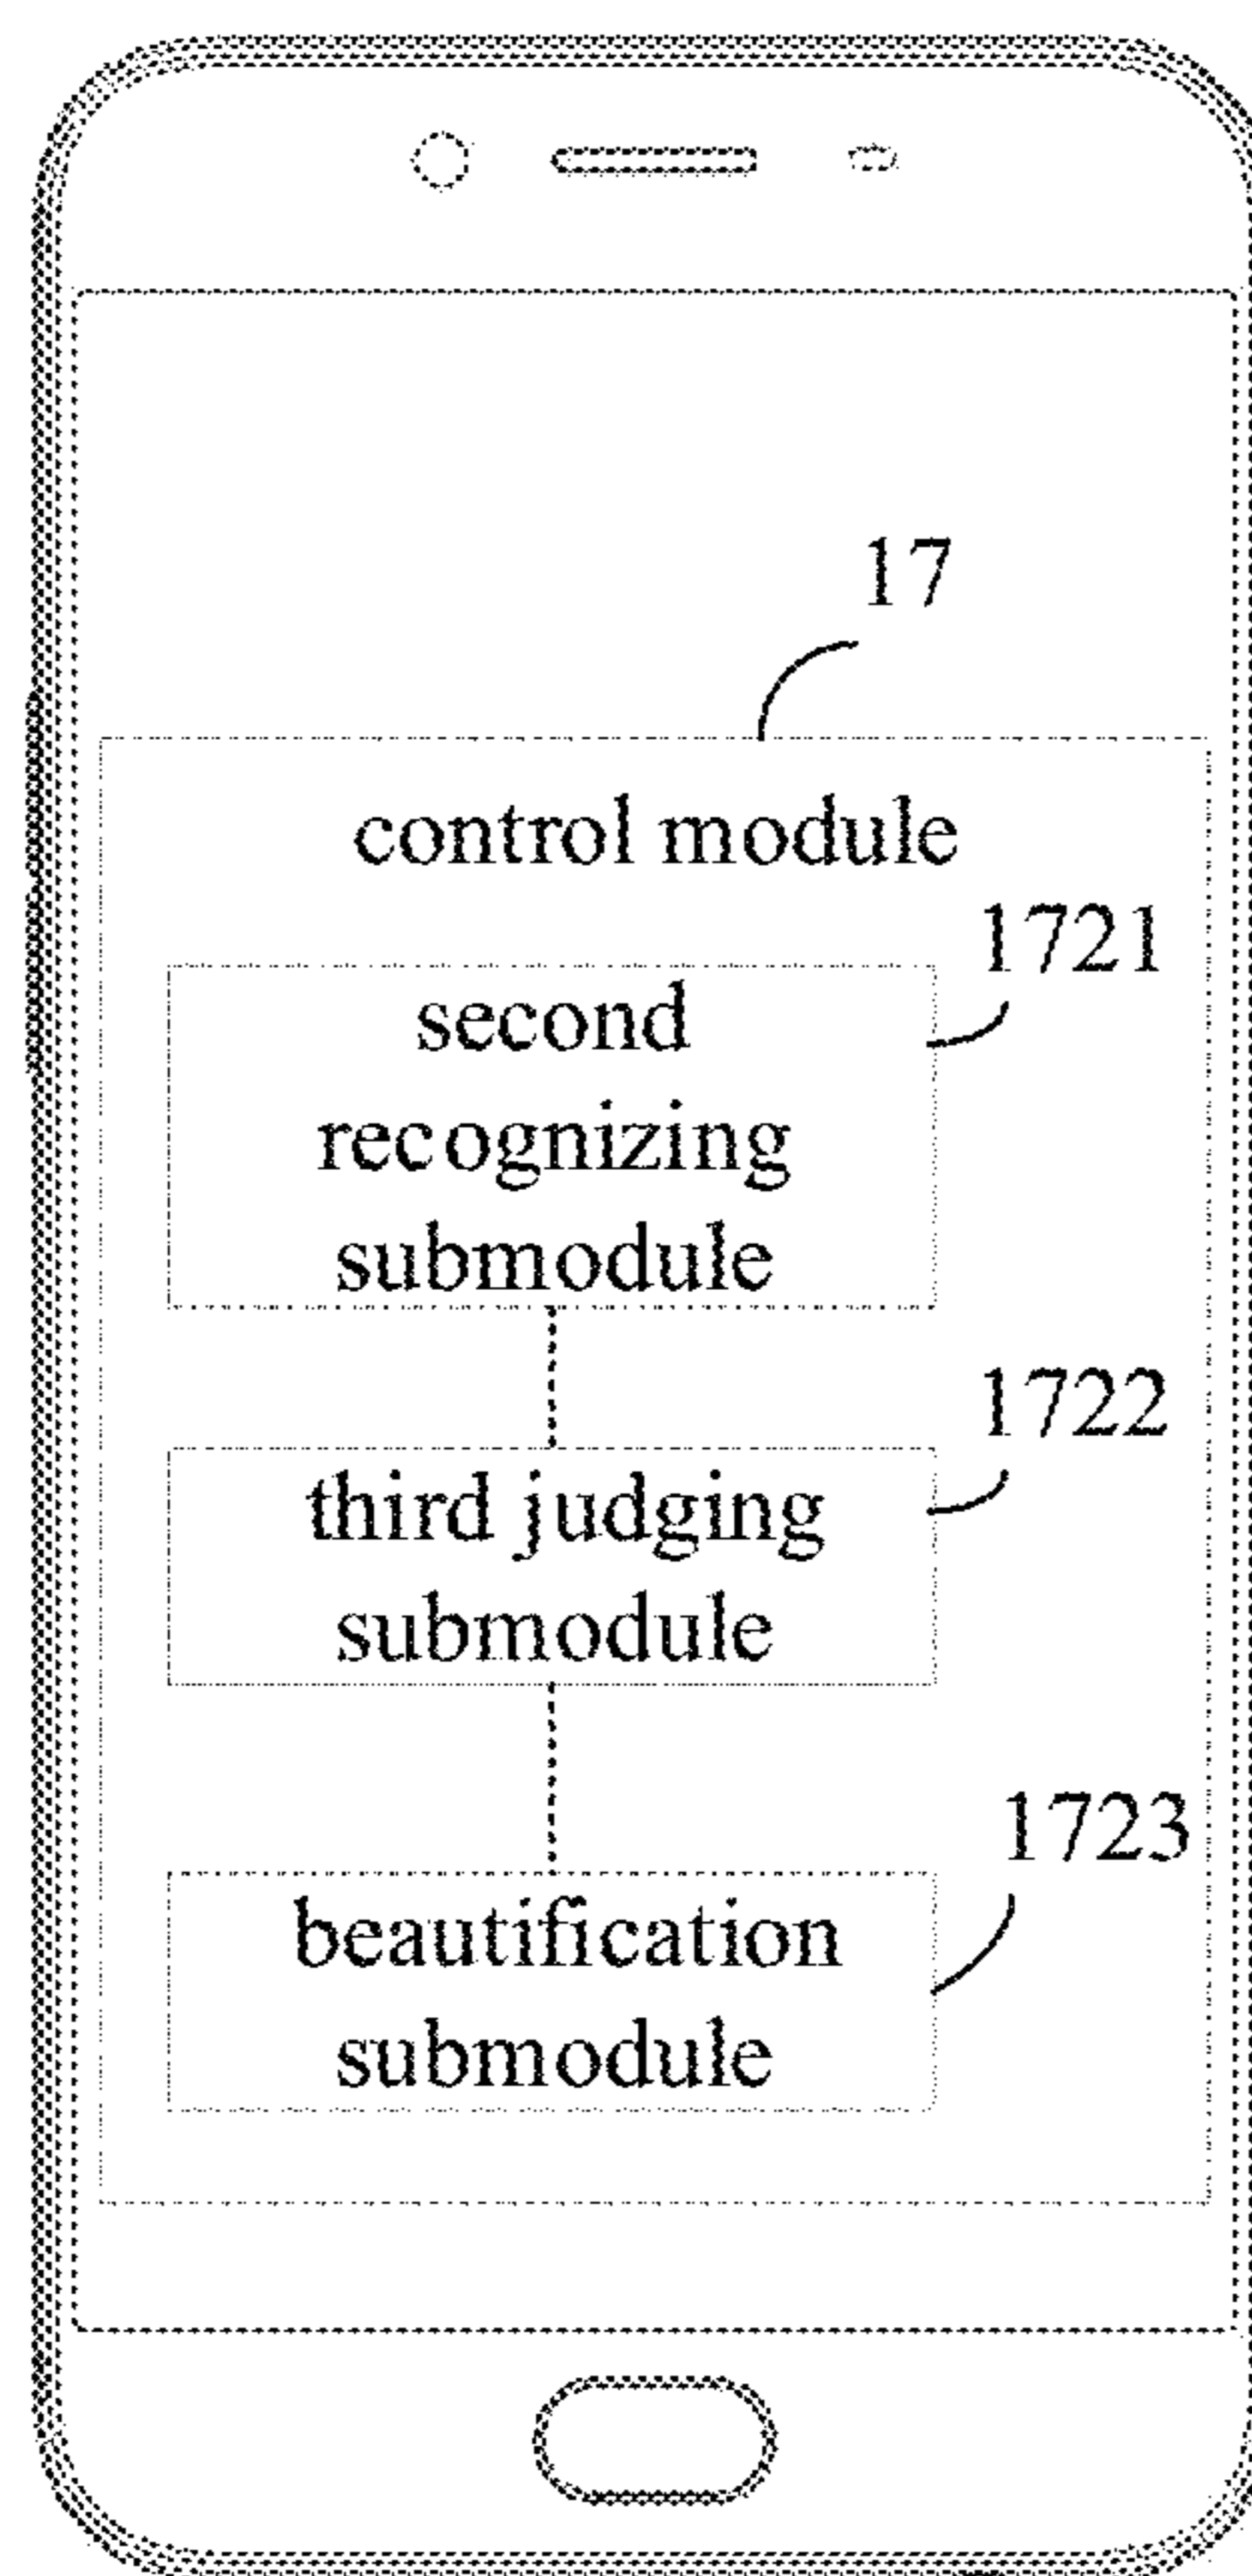 17
control module
1721
second
recognizing
submodule
1722
third judging
submodule
1723
beautification
submodule